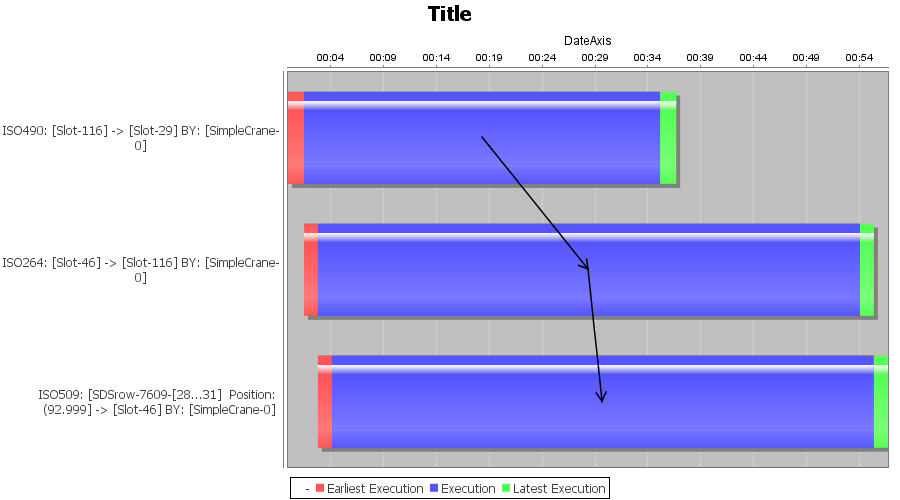 Title
DateAxis
00:04 00:09 00:14 00:19 00:24 00:29 00:34 00:39 00:44 00:49 00:54
ISO490: [Slot-116] -> [Slot-29] BY: [SimpleCrane-
0]
ISO264: [Slot-46] -> [Slot-116] BY: [SimpleCrane-
0]
ISO509: [SDSrow-7609-[28...31] Position:
(92.999] -> [Slot-46] BY: [SimpleCrane-0]
- Earliest Execution Execution Latest Execution